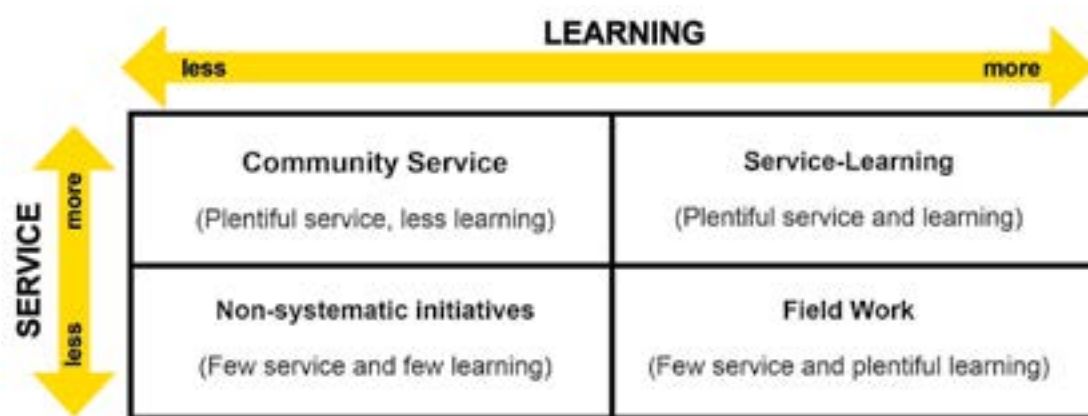 LEARNING
less more
SERVICE
more
less
Community Service
(Plentiful service, less learning)
Service-Learning
(Plentiful service and learning)
Non-systematic initiatives
(Few service and few learning)
Field Work
(Few service and plentiful learning)